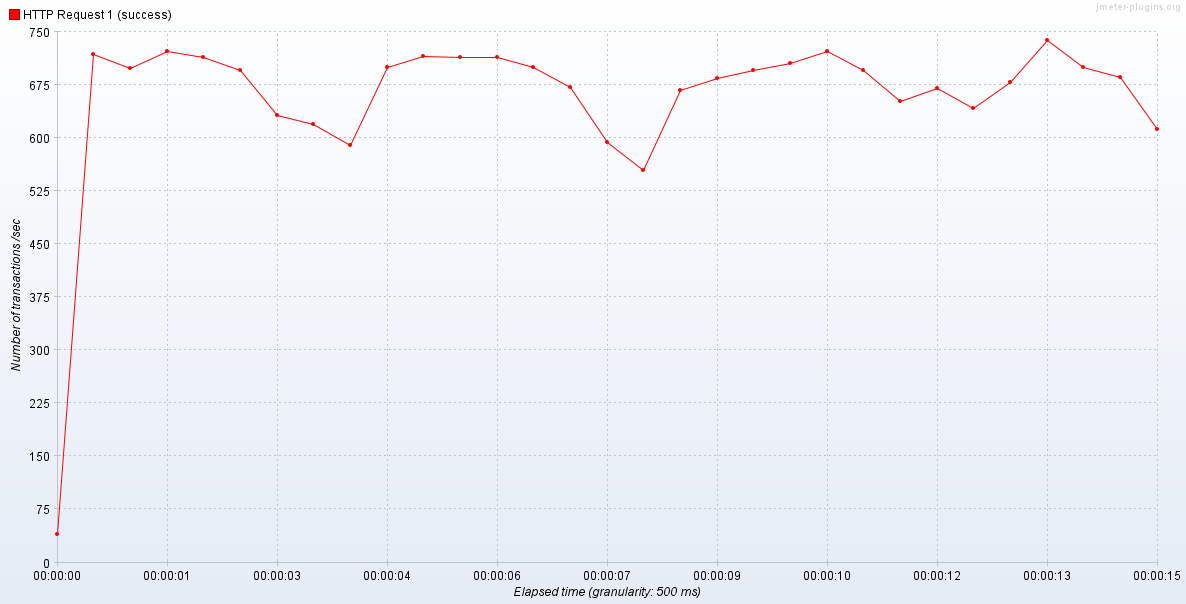 jmeter-plugins.org
HTTP Request 1 (success)
750
675
600
525
450
375
300
225
150
75
0
Number of transactions /sec
00:00:00 00:00:01 00:00:03 00:00:04 00:00:06 00:00:07 00:00:09 00:00:10 00:00:12 00:00:13 00:00:15
Elapsed time (granularity: 500 ms)